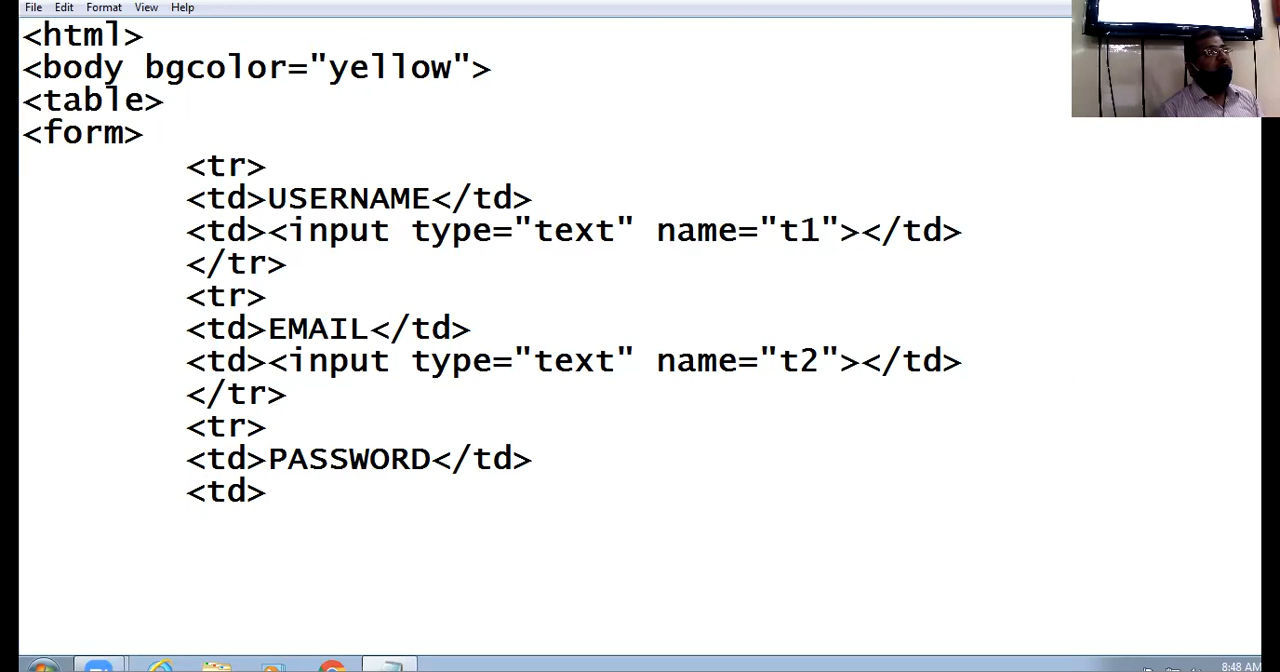 File Edit Format View Help
<html>
<body bgcolor="yellow">
<table>
<form>
<tr>
<td>USERNAME</td>
<td><input type="text" name="t1"></td>
</tr>
<tr>
<td>EMAIL</td>
<td><input type="text" name="t2"></td>
</tr>
<tr>
<td>PASSWORD</td>
<td>
8:48 AM